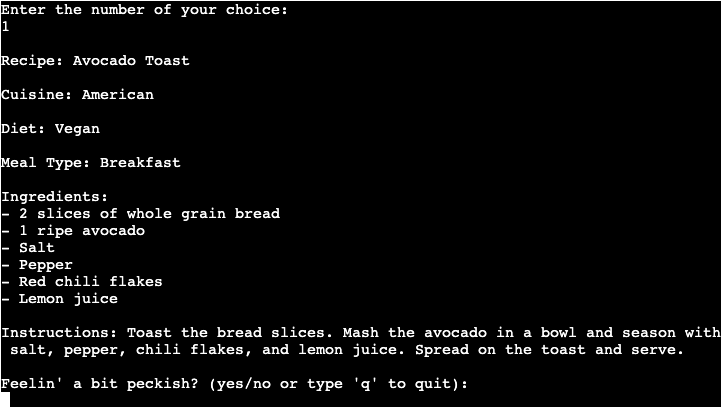 Enter the number of your choice:
1
Recipe: Avocado Toast
Cuisine: American
Diet: Vegan
Meal Type: Breakfast
Ingredients:
- 2 slices of whole grain bread
- 1 ripe avocado
- Salt
- Pepper
- Red chili flakes
- Lemon juice
Instructions: Toast the bread slices. Mash the avocado in a bowl and season with
salt, pepper, chili flakes, and lemon juice. Spread on the toast and serve.
Feelin' a bit peckish? (yes/no or type 'q' to quit):